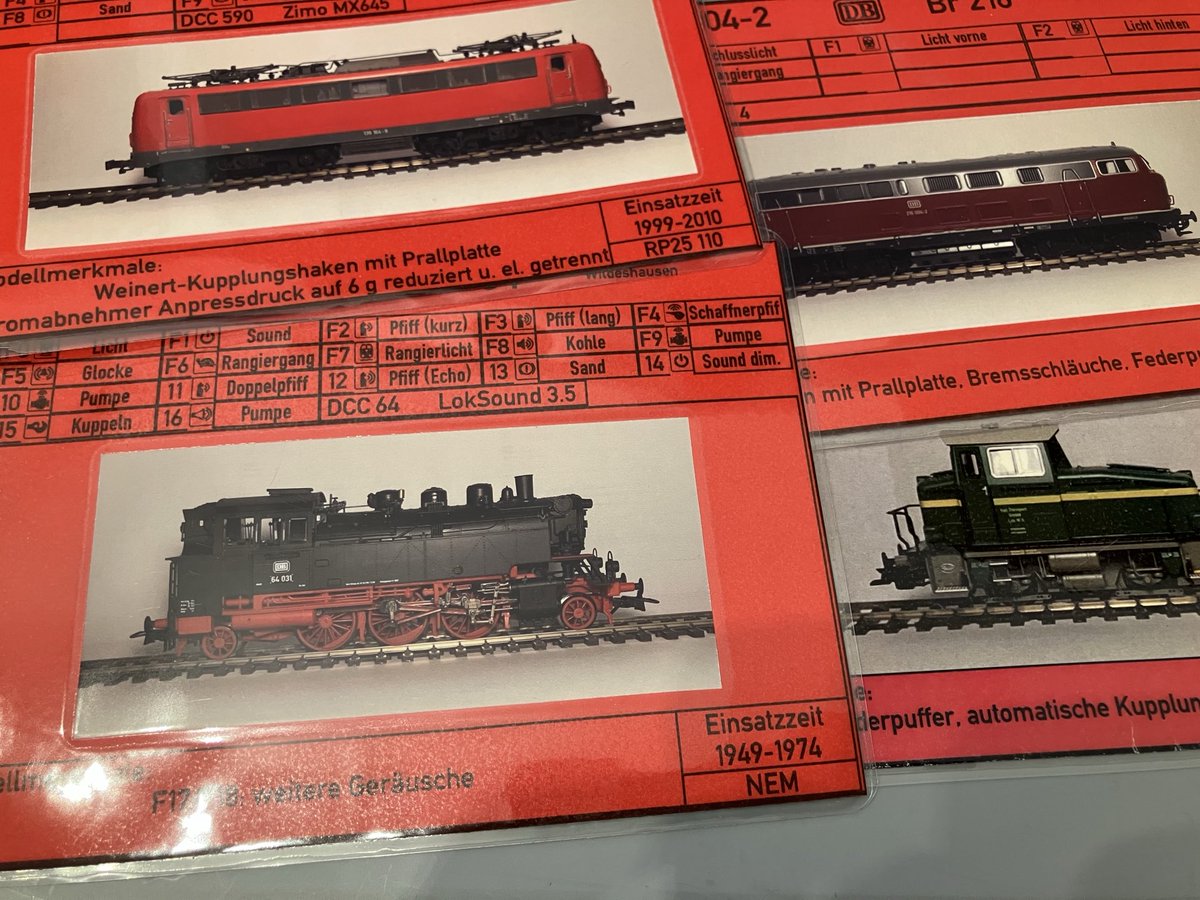 F8 DCC 590 Zimo MX645
Sand
Einsatzzeit
1999-2010
RP25 110
odellmerkmale:
Weinert-Kupplungshaken mit Prallplatte
romabnehmer Anpressdruck auf 6 g reduziert u. el. getrennt
04-2 DB BR 218
chlusslicht F1 Licht vorne F2 Licht hinten
angiergang
4
DB
e:
n mit Prallplatte, Bremsschläuche, Federpu
e:
derpuffer, automatische Kupplun
Wildeshausen
Licht F1 Sound F2 Pfiff (kurz) F3 Pfiff (lang) F4 Schaffnerpfif
F5 Glocke F6 Rangiergang F7 Rangierlicht F8 Kohle F9 Pumpe
10 Pumpe 11 Doppelpfiff 12 Pfiff (Echo) 13 Sand 14 Sound dim.
15 Kuppeln 16 Pumpe DCC 64 LokSound 3.5
DB
64 031
Einsatzzeit
1949-1974
NEM
weitere Geräusche